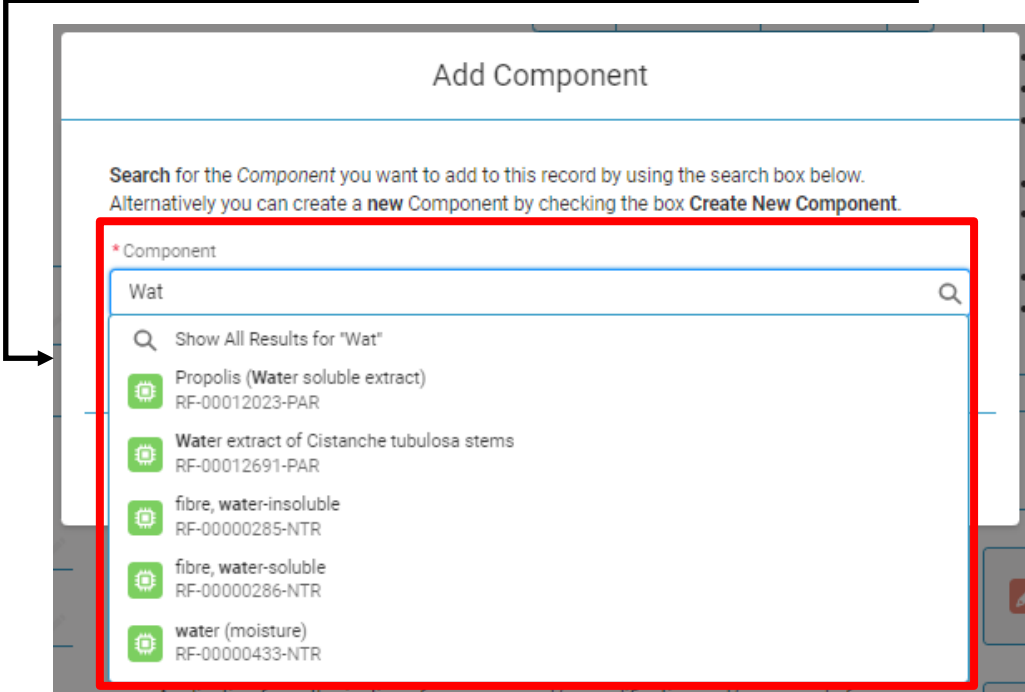 Add Component
Search for the Component you want to add to this record by using the search box below.
Alternatively you can create a new Component by checking the box Create New Component.
* Component
Wat
Show All Results for "Wat"
Propolis (Water soluble extract)
RF-00012023-PAR
Water extract of Cistanche tubulosa stems
RF-00012691-PAR
fibre, water-insoluble
RF-00000285-NTR
fibre, water-soluble
RF-00000286-NTR
water (moisture)
RF-00000433-NTR